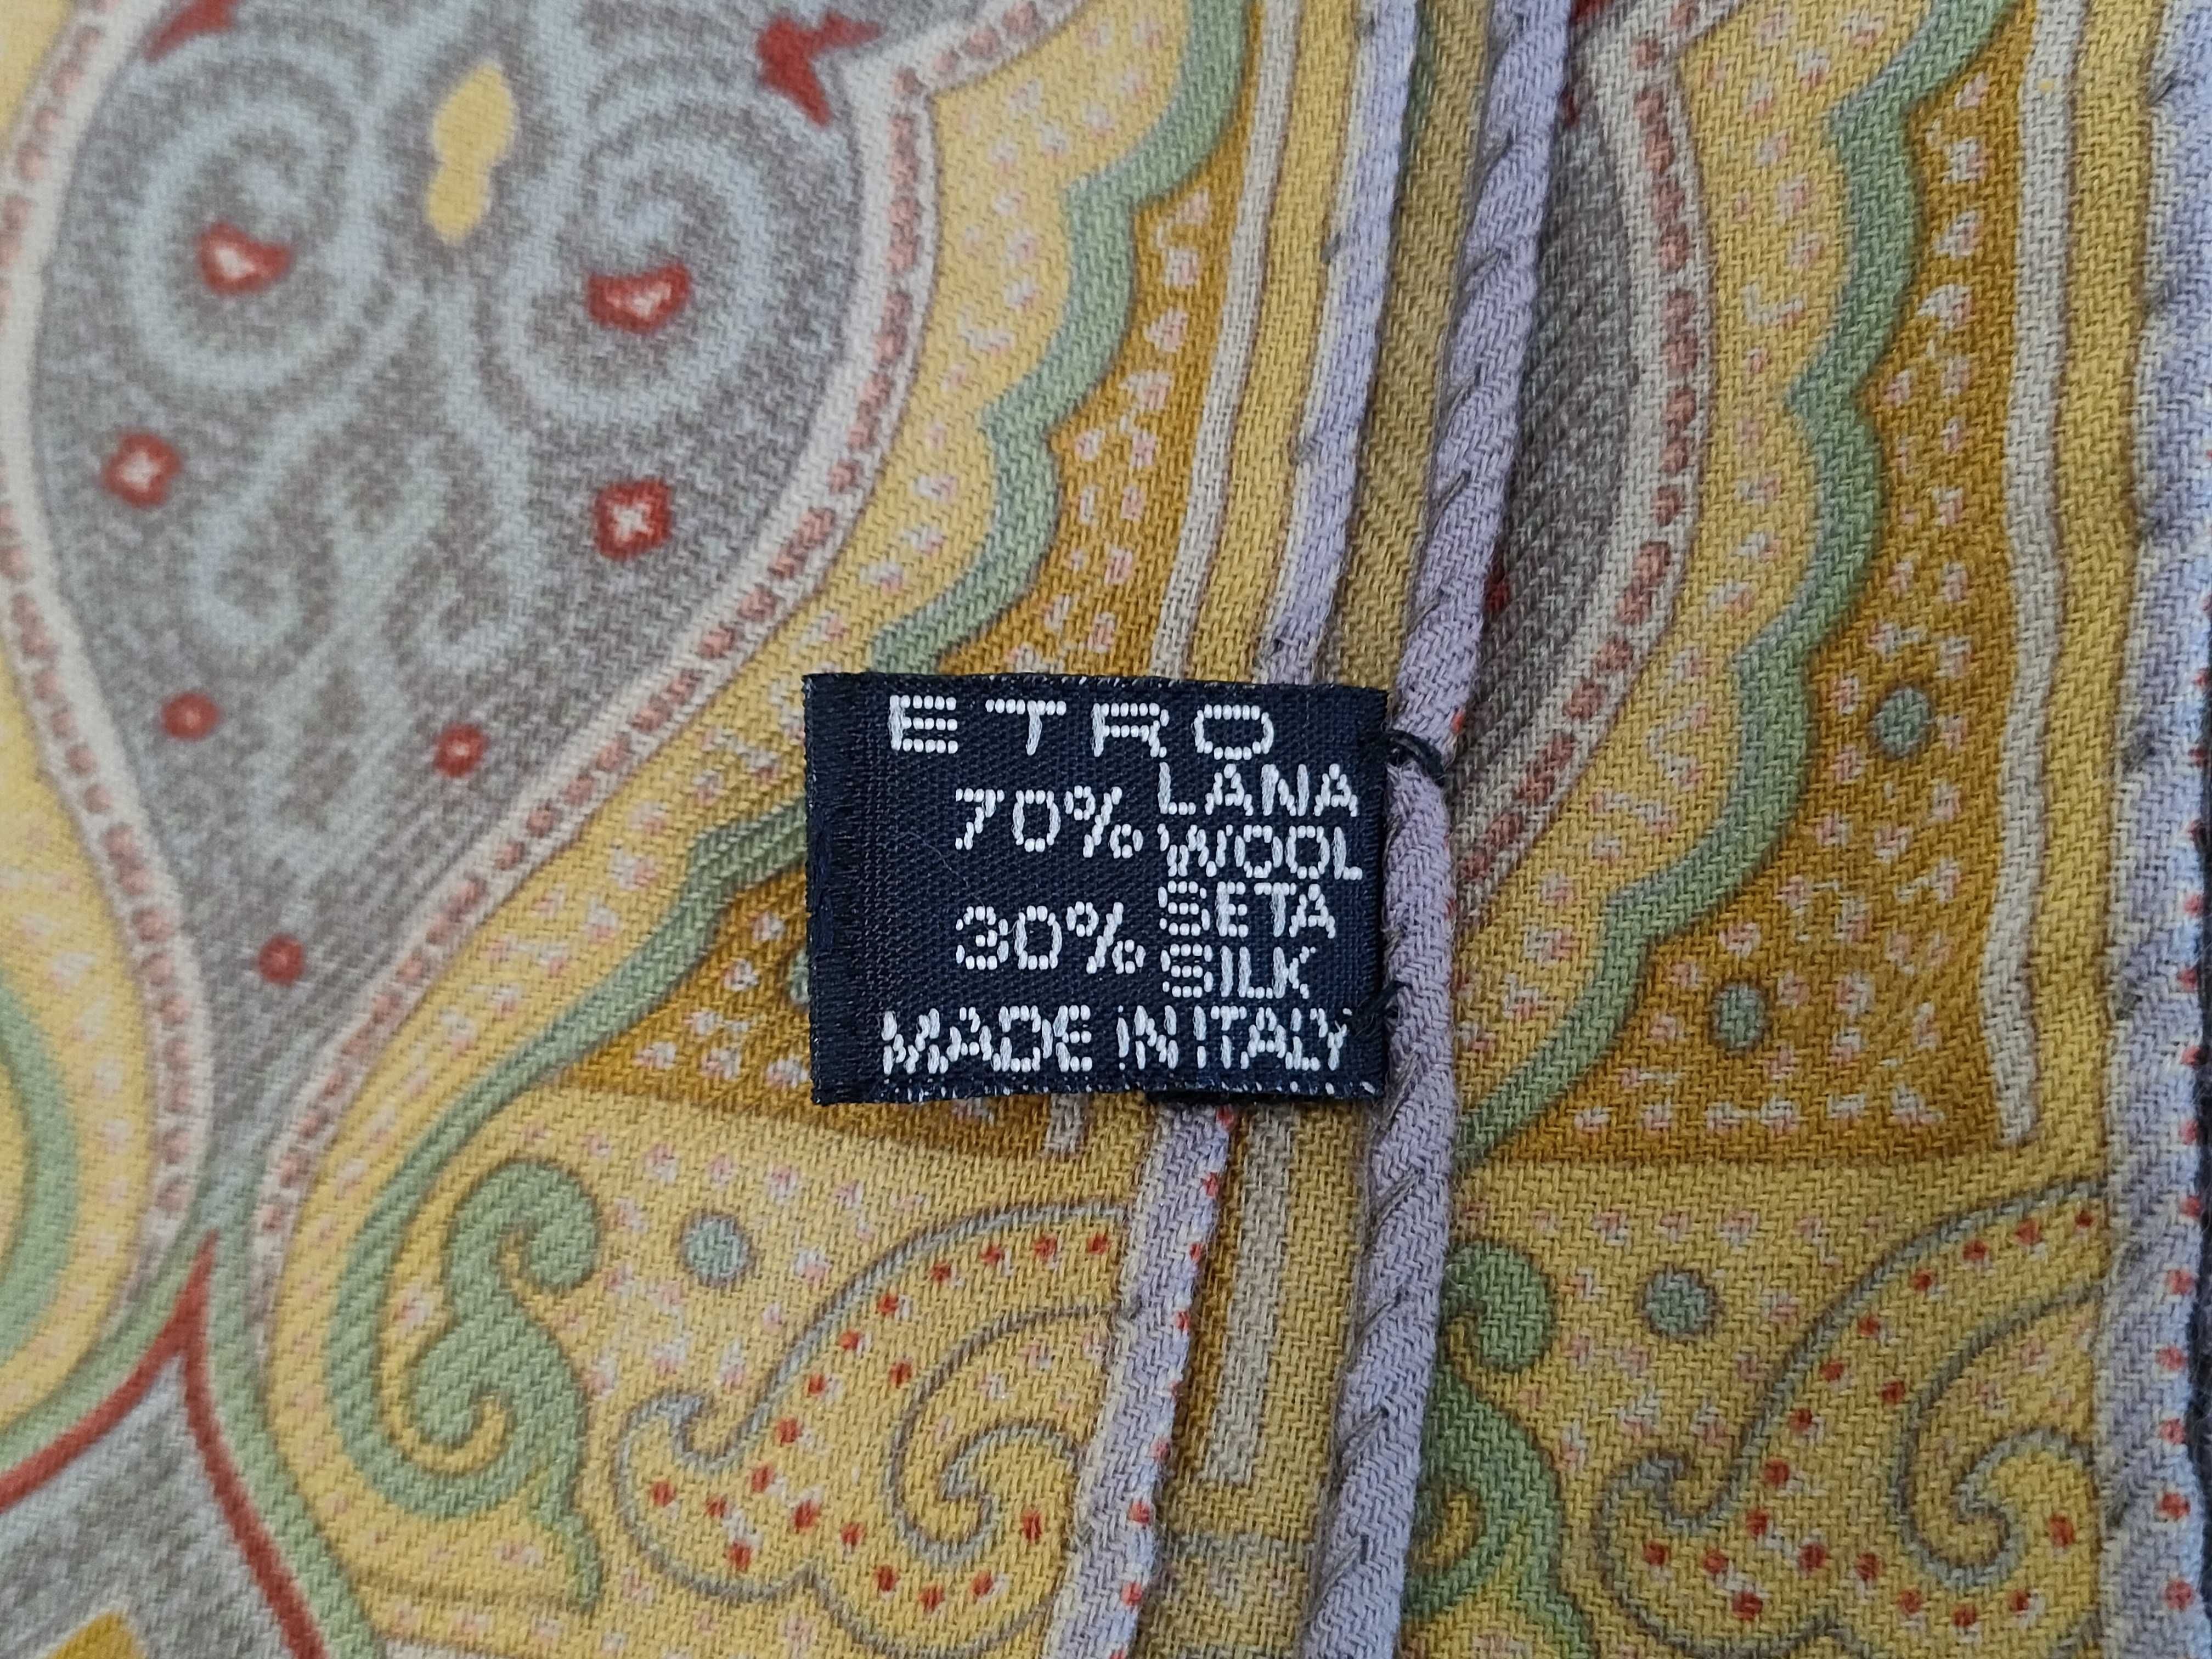 ETRO
70% LANA
WOOL
30% SETA
SILK
MADE IN ITALY